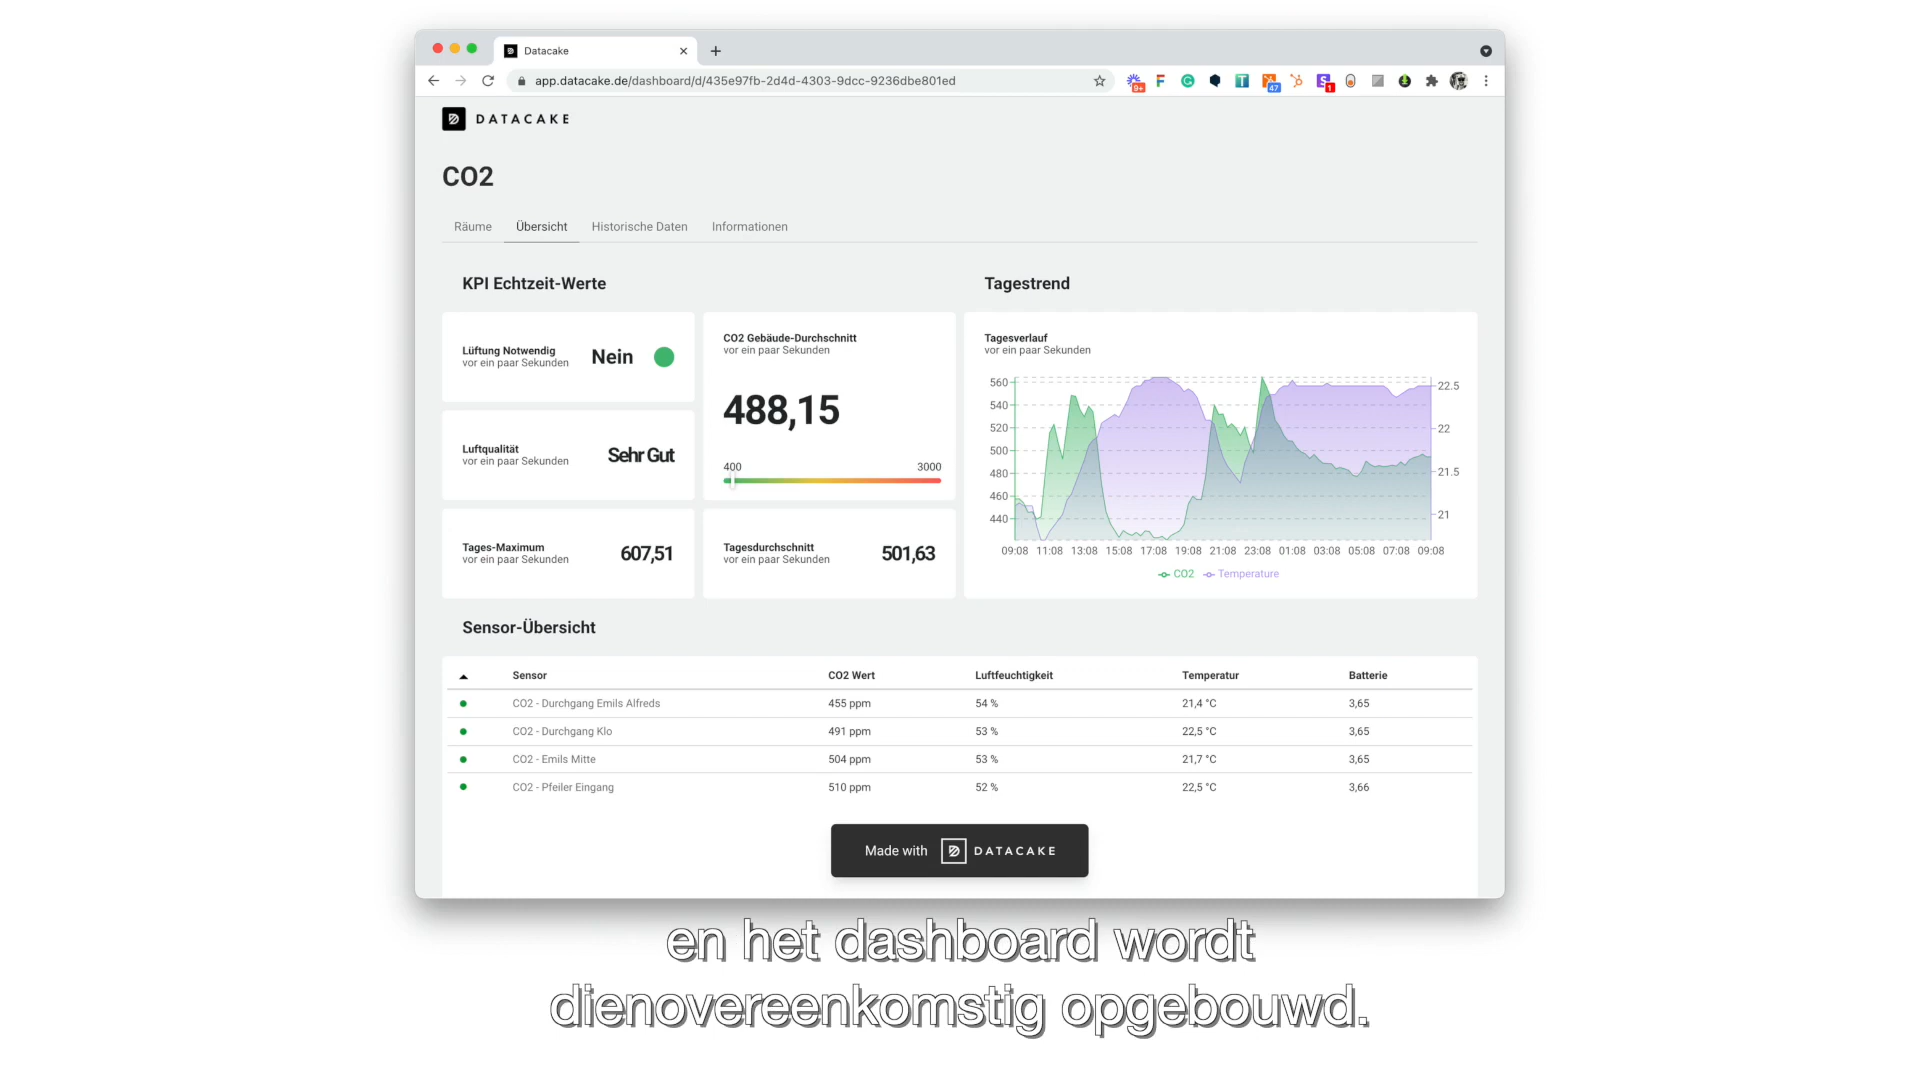 Datacake
app.datacake.de/dashboard/d/435e97fb-2d4d-4303-9dcc-9236dbe801ed
9+
47
1
DATACAKE
CO2
Räume Übersicht Historische Daten Informationen
KPI Echtzeit-Werte
Lüftung Notwendig
vor ein paar Sekunden
Nein
Luftqualität
vor ein paar Sekunden
Sehr Gut
Tages-Maximum
vor ein paar Sekunden
607,51
CO2 Gebäude-Durchschnitt
vor ein paar Sekunden
488,15
400 3000
Tagesdurchschnitt
vor ein paar Sekunden
501,63
Tagestrend
Tagesverlauf
vor ein paar Sekunden
560
540
520
500
480
460
440
22.5
22
21.5
21
09:08 11:08 13:08 15:08 17:08 19:08 21:08 23:08 01:08 03:08 05:08 07:08 09:08
CO2 Temperature
Sensor-Übersicht
Sensor CO2 Wert Luftfeuchtigkeit Temperatur Batterie
CO2 - Durchgang Emils Alfreds 455 ppm 54 % 21,4 °C 3,65
CO2 - Durchgang Klo 491 ppm 53 % 22,5 °C 3,65
CO2 - Emils Mitte 504 ppm 53 % 21,7 °C 3,65
CO2 - Pfeiler Eingang 510 ppm 52 % 22,5 °C 3,66
Made with DATACAKE
en het dashboard wordt
dienovereenkomstig opgebouwd.